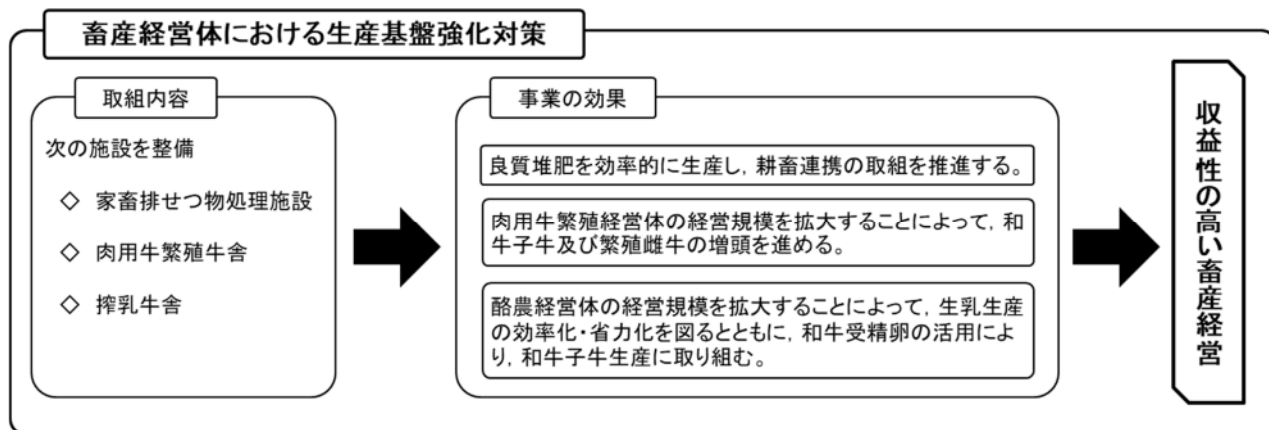 畜産経営体における生産基盤強化対策
取組内容
次の施設を整備
◇ 家畜排せつ物処理施設
◇ 肉用牛繁殖牛舎
◇ 搾乳牛舎
事業の効果
良質堆肥を効率的に生産し，耕畜連携の取組を推進する。
肉用牛繁殖経営体の経営規模を拡大することによって，和
牛子牛及び繁殖雌牛の増頭を進める。
酪農経営体の経営規模を拡大することによって，生乳生産
の効率化・省力化を図るとともに，和牛受精卵の活用によ
り，和牛子牛生産に取り組む。
収益性の高い畜産経営